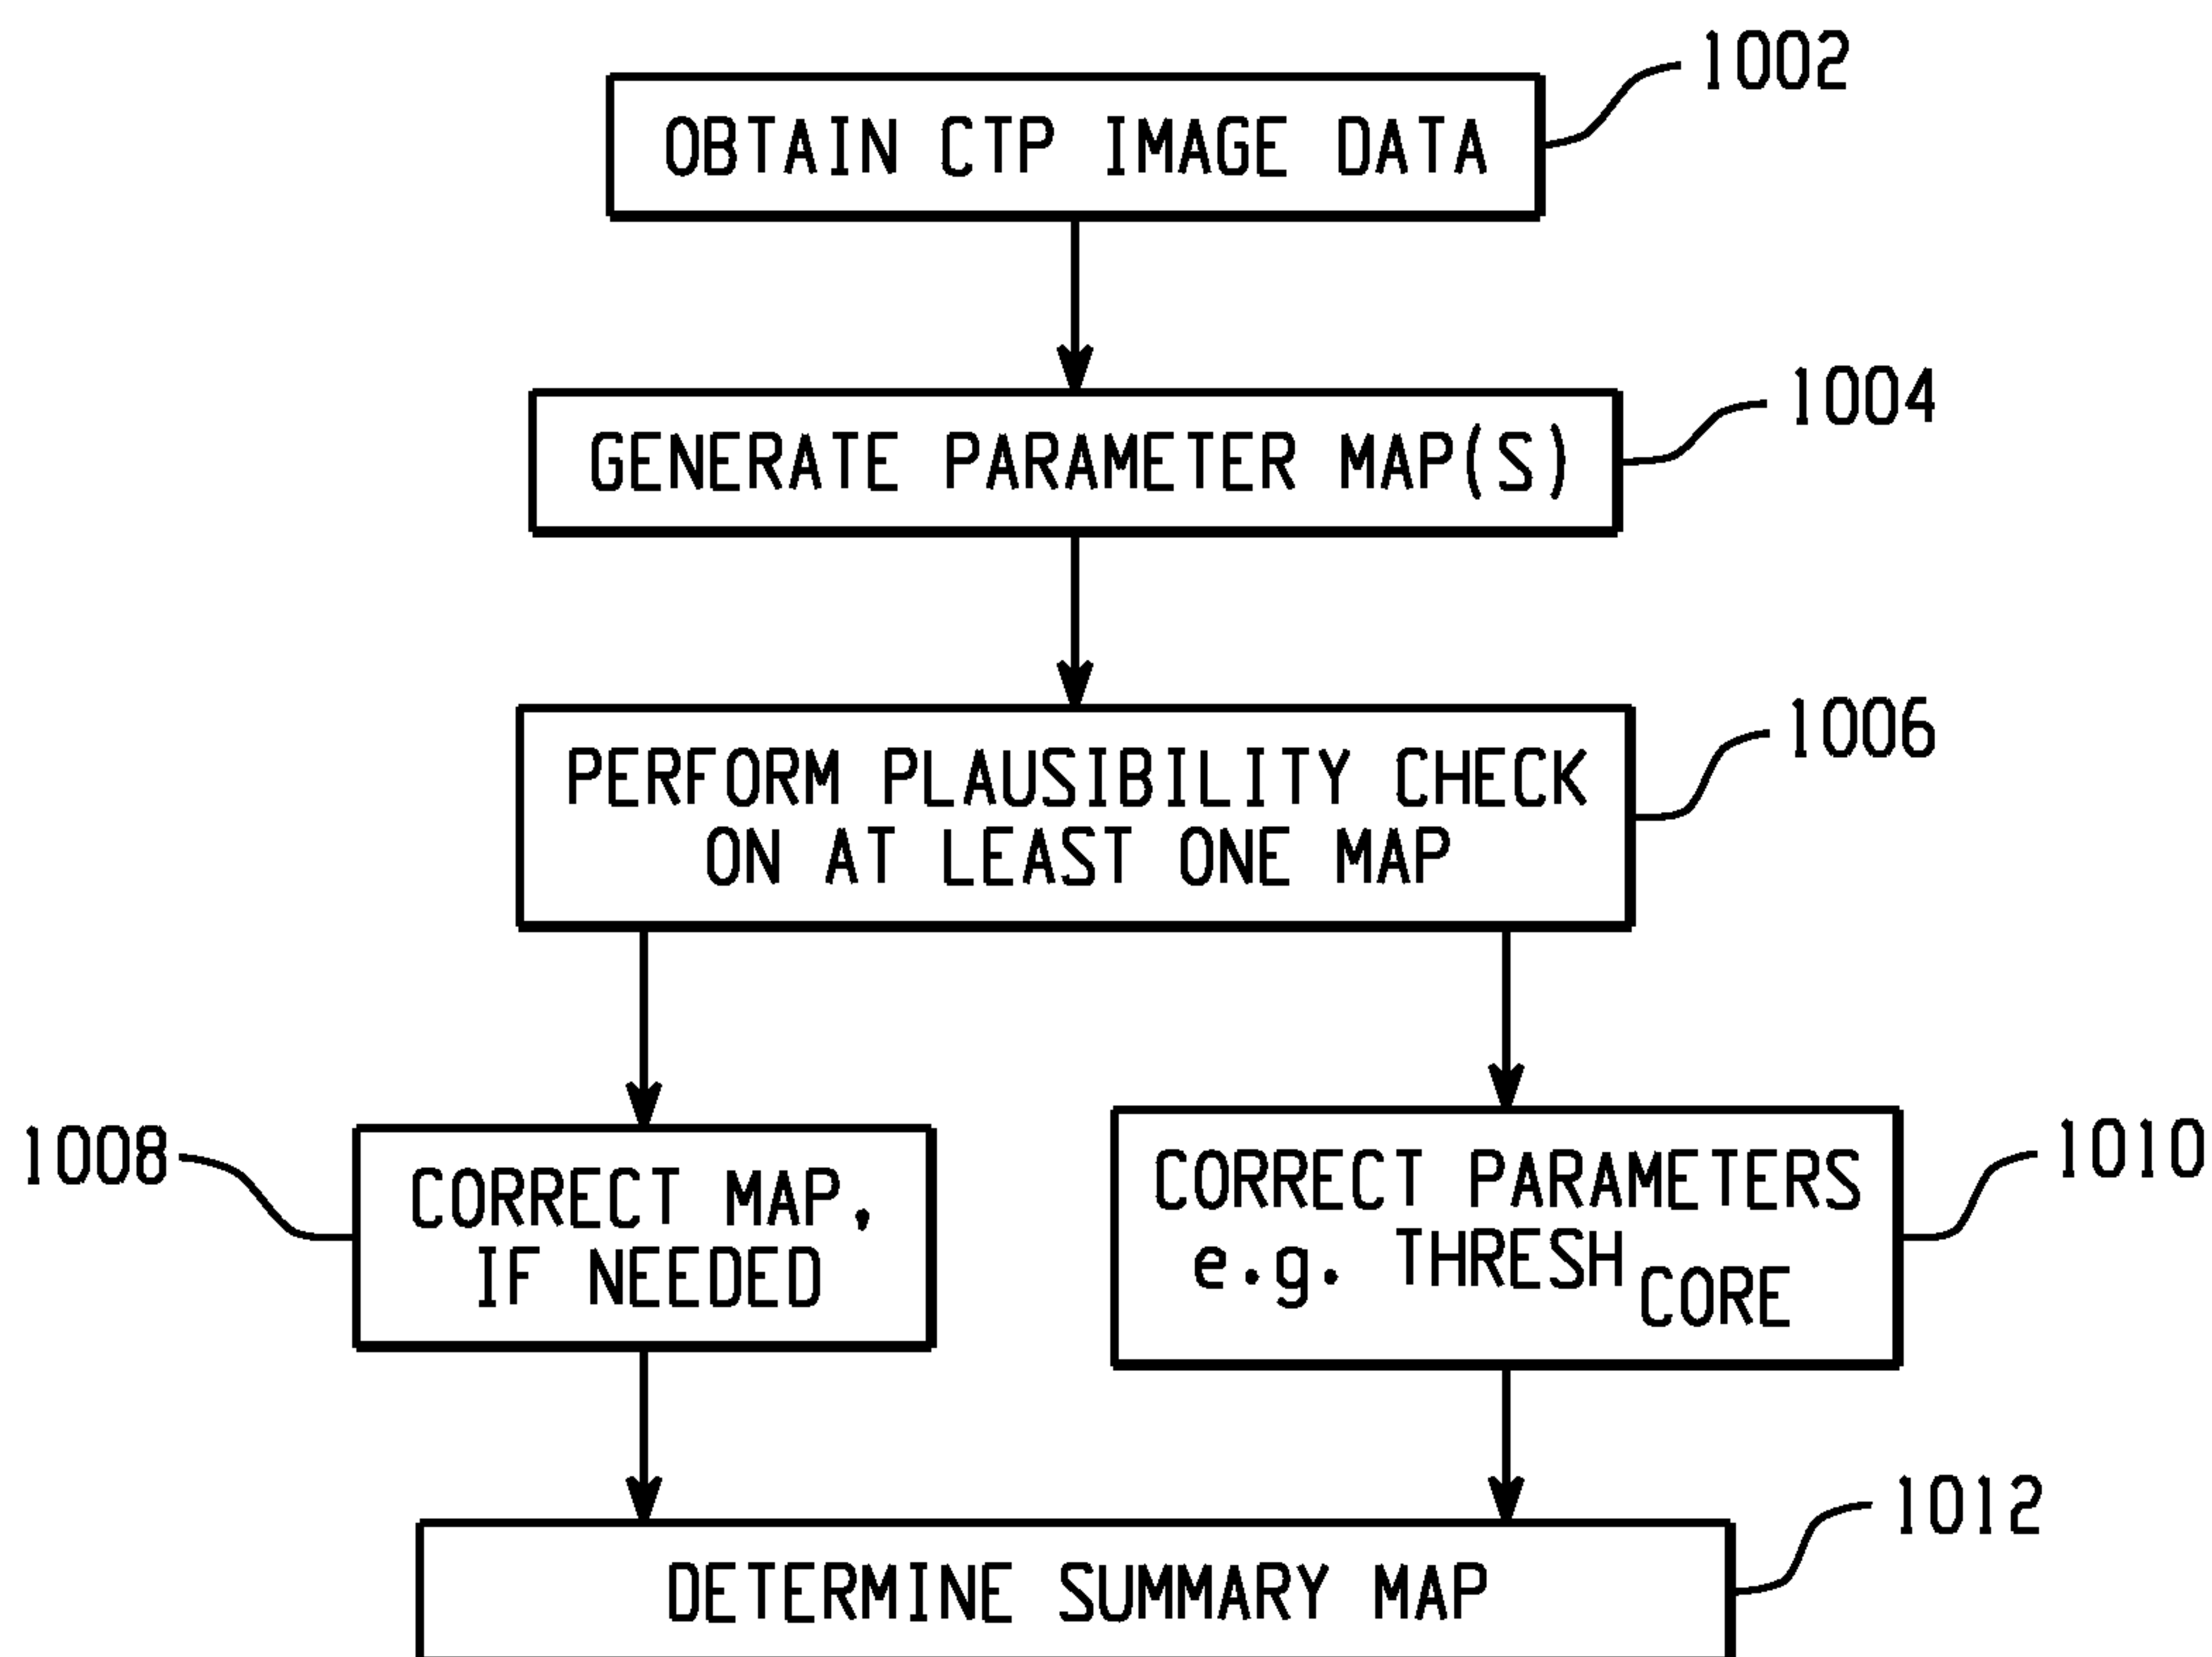 1002
OBTAIN CTP IMAGE DATA
1004
GENERATE PARAMETER MAP(S)
1006
PERFORM PLAUSIBILITY CHECK
ON AT LEAST ONE MAP
1008
CORRECT MAP,
IF NEEDED
1010
CORRECT PARAMETERS
e.g. THRESH CORE
1012
DETERMINE SUMMARY MAP